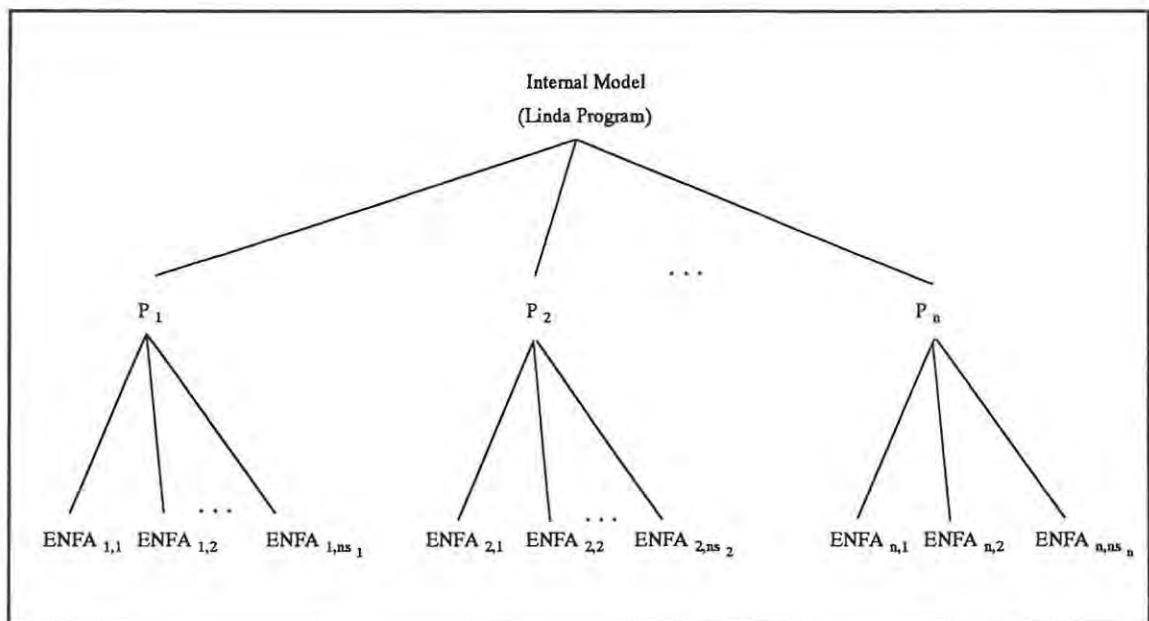 Internal Model
(Linda Program)
. . .
P 1 P 2 P n
. . . . . .
ENFA 1,1 ENFA 1,2 ENFA 1,ns 1 ENFA 2,1 ENFA 2,2 ENFA 2,ns 2 ENFA n,1 ENFA n,2 ENFA n,ns n